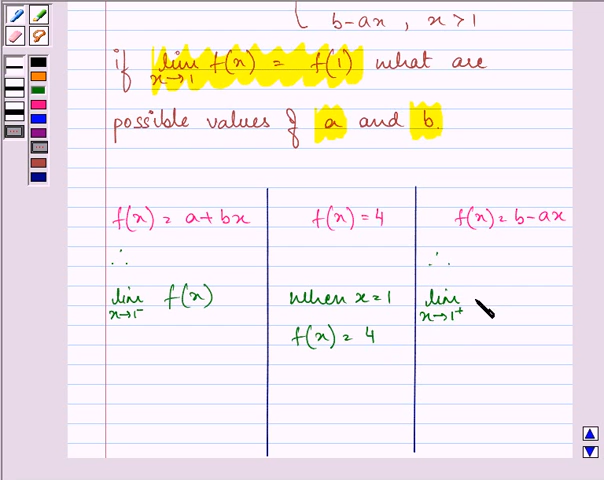 b-ax , x>1
if lim x→1 f(x) = f(1) what are
possible values of a and b.
f(x) = a+bx
∴
lim x→1⁻ f(x)
f(x)=4
when x=1
f(x) = 4
f(x)= b-ax
∴
lim x→1⁺